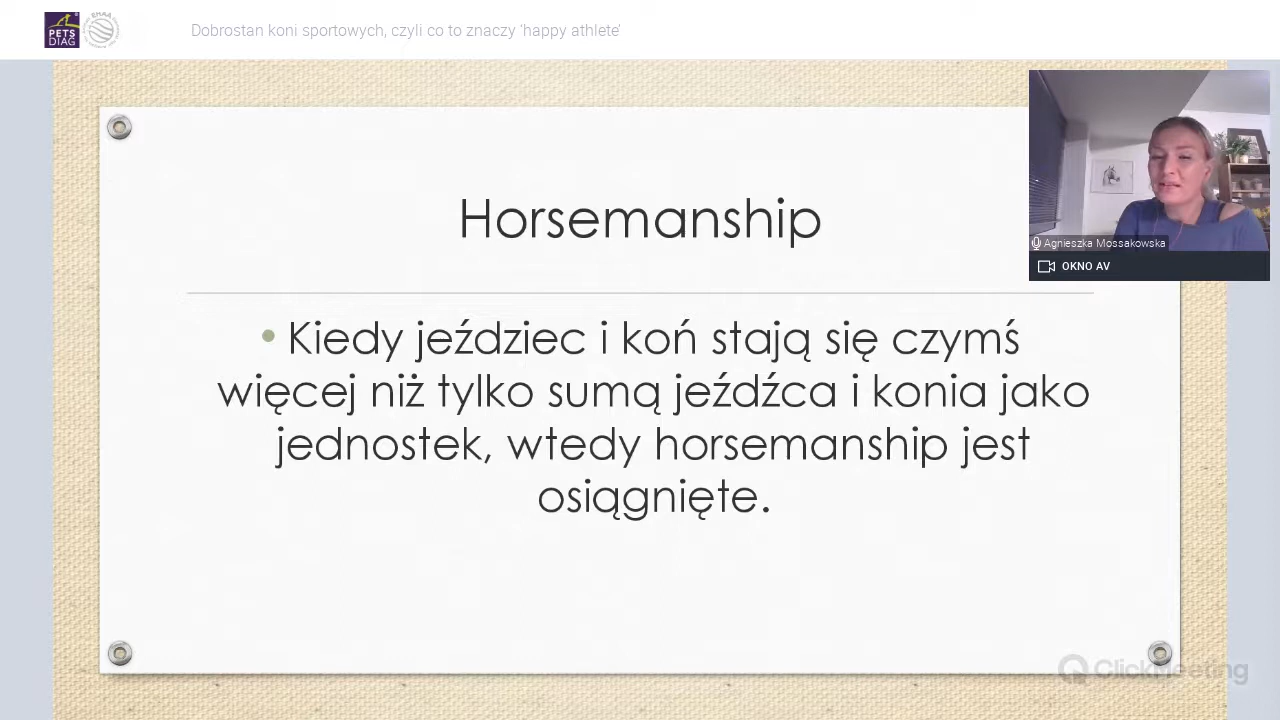 PETS
DIAG
EHAA
Dobrostan koni sportowych, czyli co to znaczy 'happy athlete'
Horsemanship
Agnieszka Mossakowska
OKNO AV
• Kiedy jeździec i koń stają się czymś
więcej niż tylko sumą jeźdźca i konia jako
jednostek, wtedy horsemanship jest
osiągnięte.
ClickMeeting